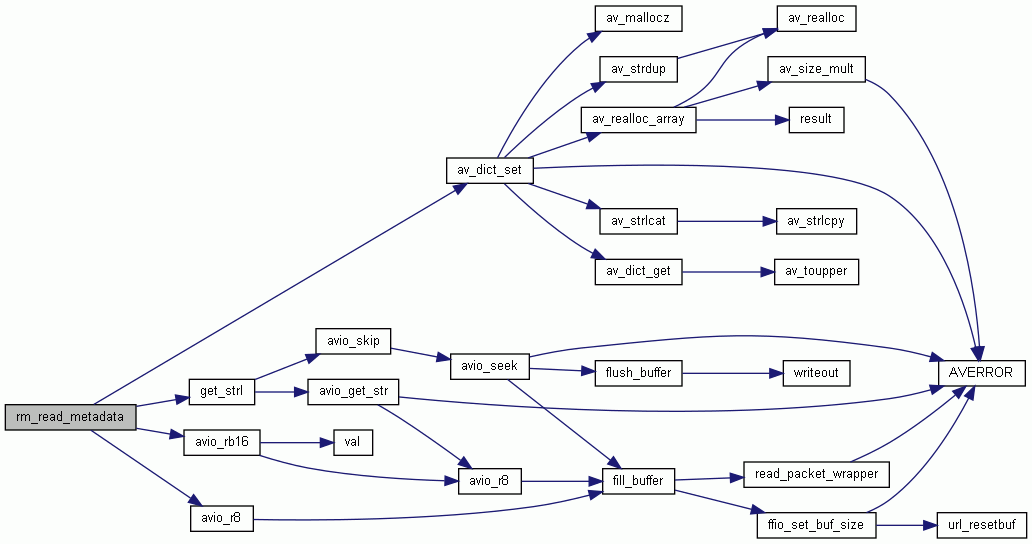 av_mallocz
av_realloc
av_strdup
av_size_mult
av_realloc_array
result
av_dict_set
av_strlcat
av_strlcpy
av_dict_get
av_toupper
avio_skip
avio_seek
flush_buffer
writeout
AVERROR
get_strl
avio_get_str
rm_read_metadata
avio_rb16
val
avio_r8
fill_buffer
read_packet_wrapper
avio_r8
ffio_set_buf_size
url_resetbuf